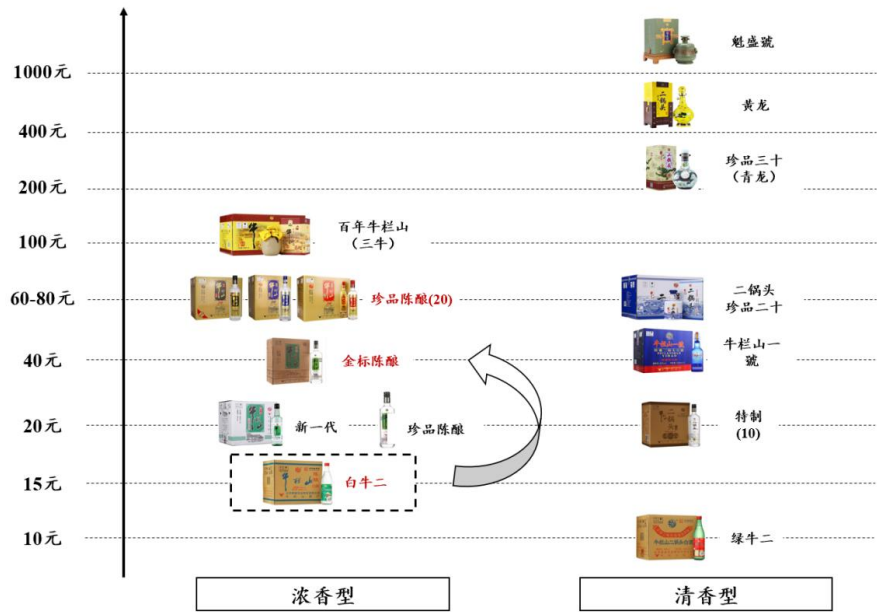 魁盛號
1000元
黄龙
400元
珍品三十
（青龙）
200元
百年牛栏山
（三牛）
100元
60-80元
珍品陈酿(20)
二锅头
珍品二十
牛栏山一
號
40元
金标陈酿
20元
新一代
珍品陈酿
特制
(10)
15元
白牛二
10元
绿牛二
浓香型
清香型